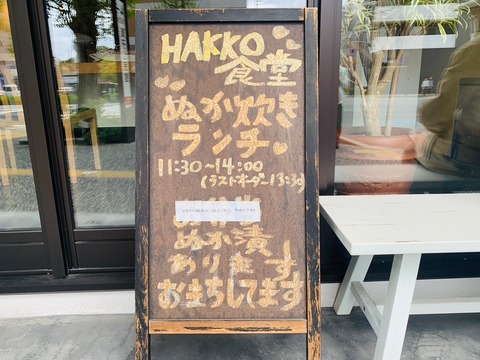 HAKKO
食堂
ぬか炊き
ランチ
11:30~14:00
(ラストオーダー13:30)
ぬか漬
あります
おまちしてます